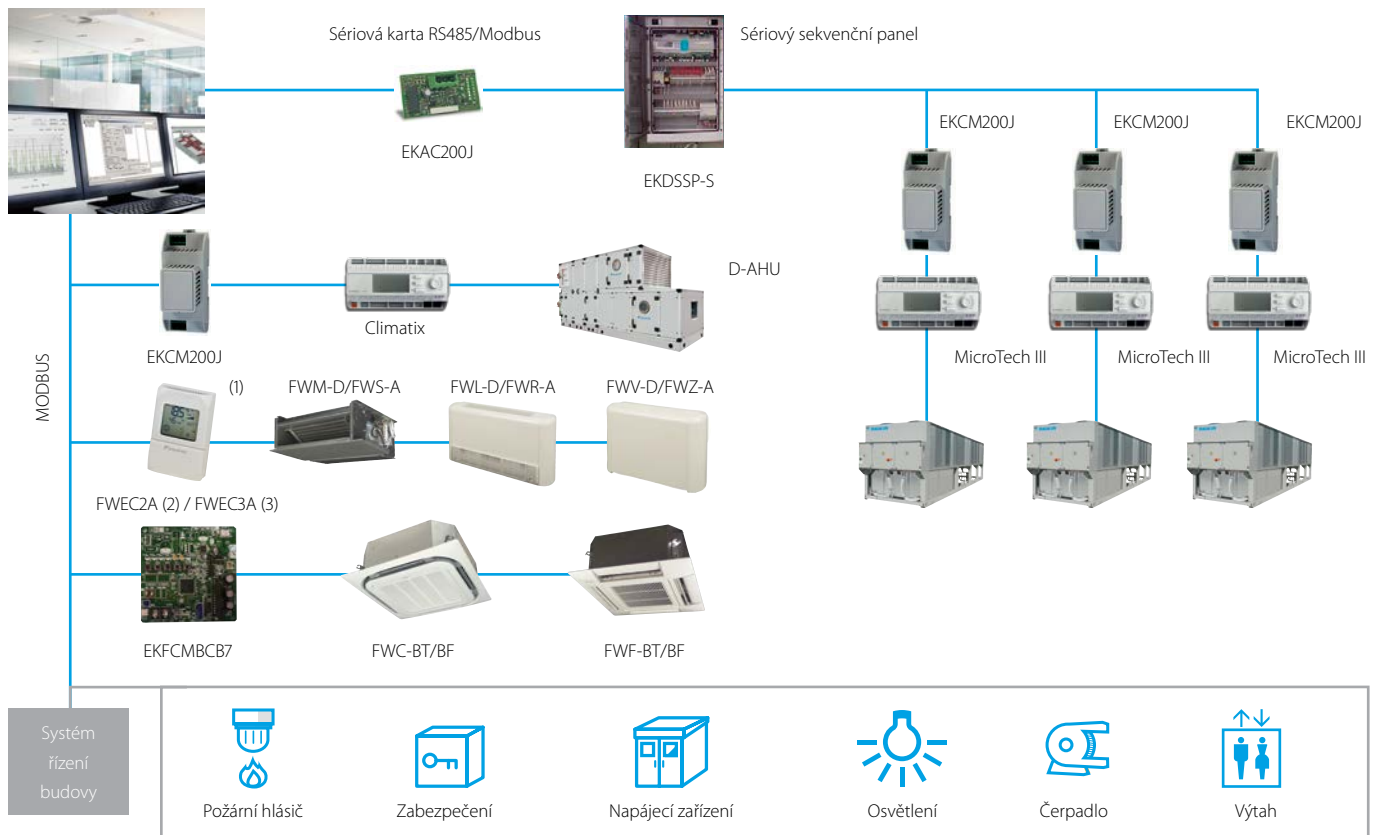 Sériová karta RS485/Modbus
Sériový sekvenční panel
EKAC200J
EKDSSP-S
EKCM200J
EKCM200J
EKCM200J
D-AHU
Climatix
EKCM200J
MicroTech III
MicroTech III
MicroTech III
MODBUS
(1)
FWM-D/FWS-A
FWL-D/FWR-A
FWV-D/FWZ-A
FWEC2A (2) / FWEC3A (3)
EKFCMBCB7
FWC-BT/BF
FWF-BT/BF
Systém
řízení
budovy
Požární hlásič
Zabezpečení
Napájecí zařízení
Osvětlení
Čerpadlo
Výtah